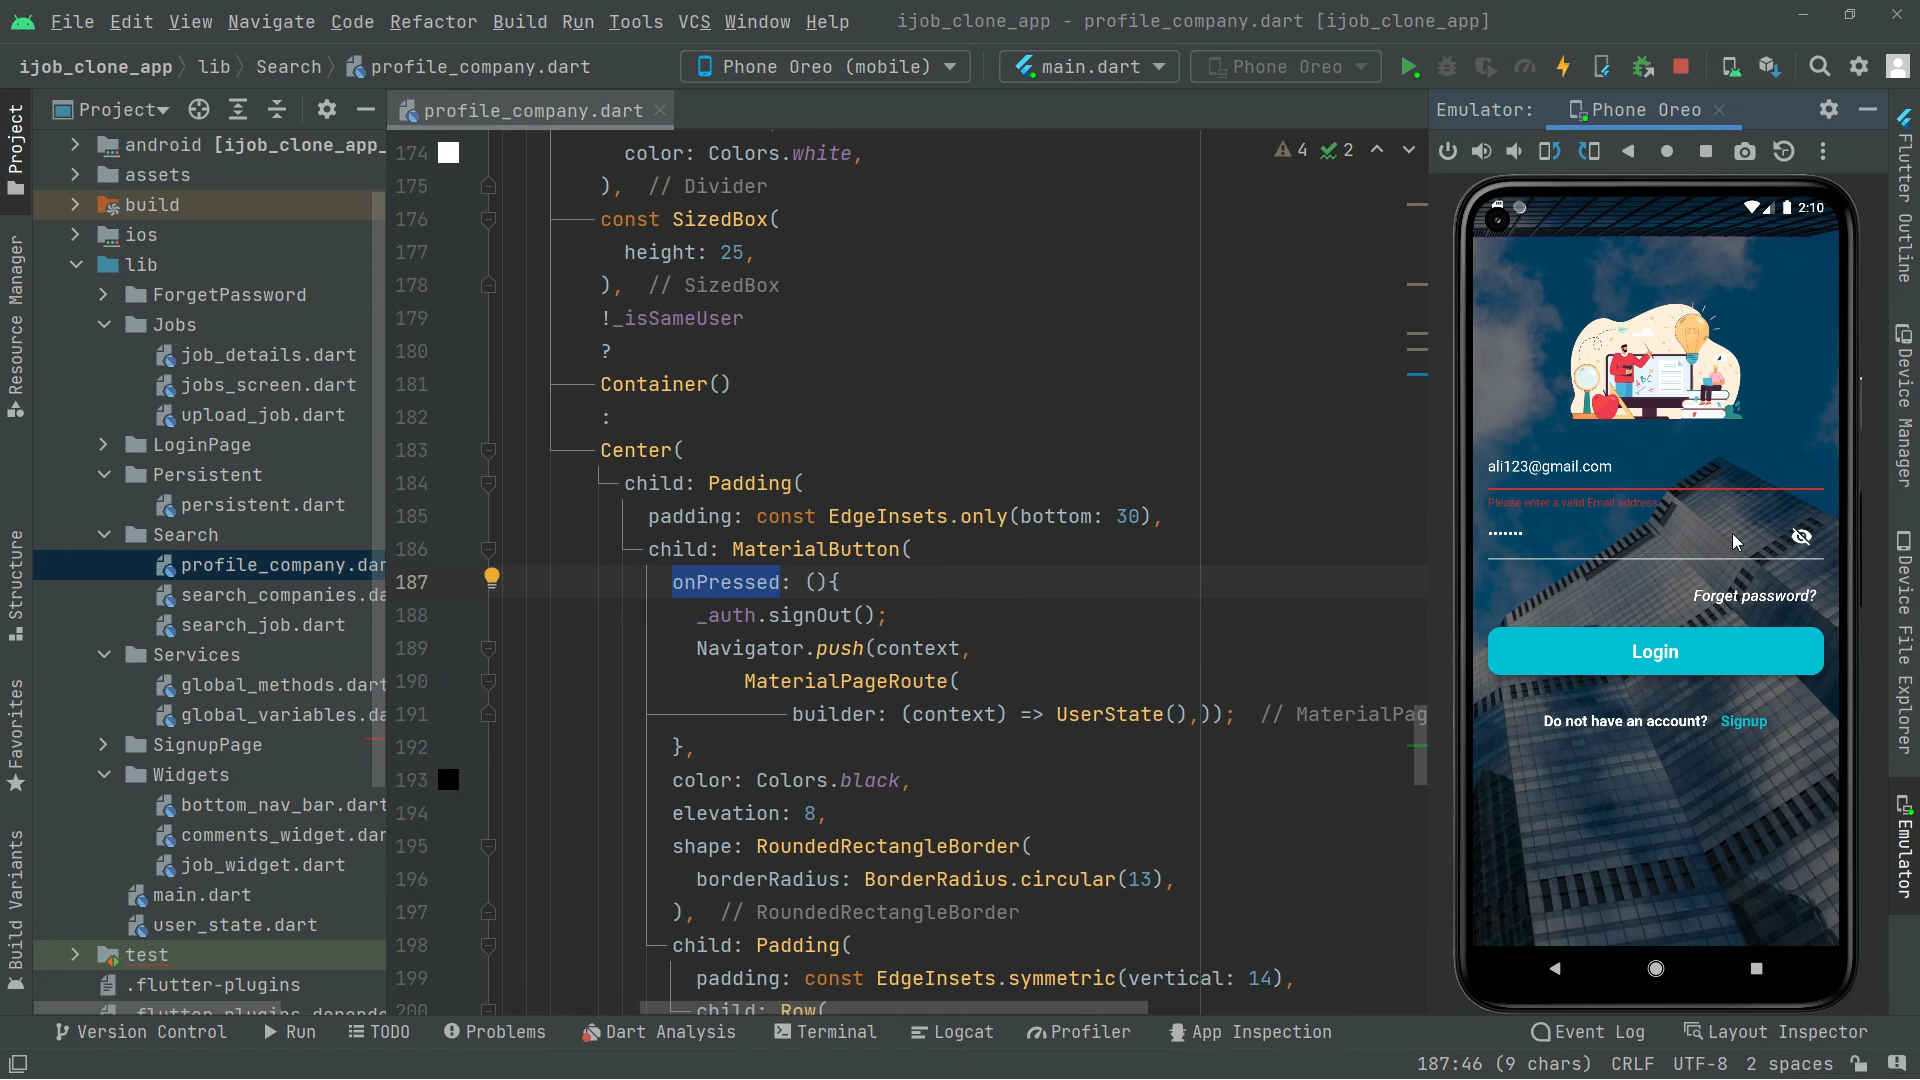 File Edit View Navigate Code Refactor Build Run Tools VCS Window Help ijob_clone_app - profile_company.dart [ijob_clone_app]
ijob_clone_app lib Search profile_company.dart Phone Oreo (mobile) main.dart Phone Oreo
Project
profile_company.dart
Emulator: Phone Oreo
android [ijob_clone_app_
assets
build
ios
lib
ForgetPassword
Jobs
job_details.dart
jobs_screen.dart
upload_job.dart
LoginPage
Persistent
persistent.dart
Search
profile_company.dar
search_companies.da
search_job.dart
Services
global_methods.dart
global_variables.da
SignupPage
Widgets
bottom_nav_bar.dart
comments_widget.dar
job_widget.dart
main.dart
user_state.dart
test
.flutter-plugins
.flutter-plugins-depende
Project
Resource Manager
Structure
Favorites
Build Variants
4 2
174 color: Colors.white,
175 ), // Divider
176 const SizedBox(
177 height: 25,
178 ), // SizedBox
179 !_isSameUser
180 ?
181 Container()
182 :
183 Center(
184 child: Padding(
185 padding: const EdgeInsets.only(bottom: 30),
186 child: MaterialButton(
187 onPressed: (){
188 _auth.signOut();
189 Navigator.push(context,
190 MaterialPageRoute(
191 builder: (context) => UserState(),)); // MaterialPag
192 },
193 color: Colors.black,
194 elevation: 8,
195 shape: RoundedRectangleBorder(
196 borderRadius: BorderRadius.circular(13),
197 ), // RoundedRectangleBorder
198 child: Padding(
199 padding: const EdgeInsets.symmetric(vertical: 14),
200 child: Row(
2:10
ABC
ali123@gmail.com
Please enter a valid Email address
•••••••
Forget password?
Login
Do not have an account? Signup
Flutter Outline
Device Manager
Device File Explorer
Emulator
Version Control Run TODO Problems Dart Analysis Terminal Logcat Profiler App Inspection Event Log Layout Inspector
187:46 (9 chars) CRLF UTF-8 2 spaces